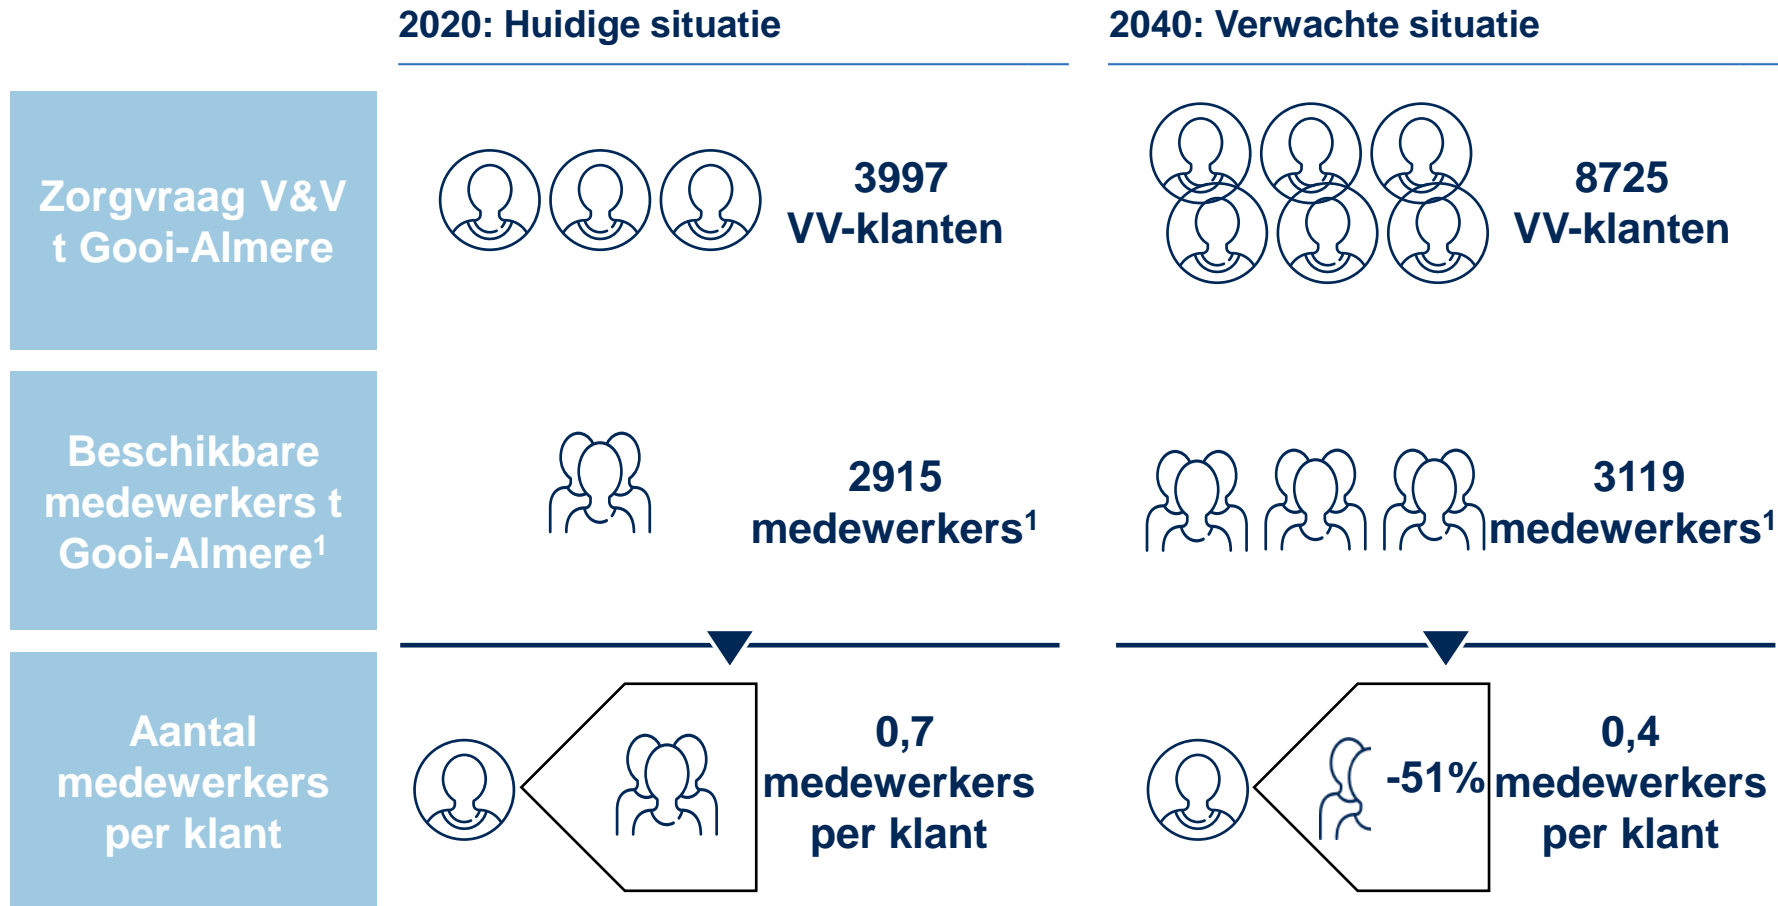 2020: Huidige situatie
2040: Verwachte situatie
Zorgvraag V&V
t Gooi-Almere
3997
VV-klanten
8725
VV-klanten
Beschikbare
medewerkers t
Gooi-Almere¹
2915
medewerkers¹
3119
medewerkers¹
Aantal
medewerkers
per klant
0,7
medewerkers
per klant
-51%
0,4
medewerkers
per klant